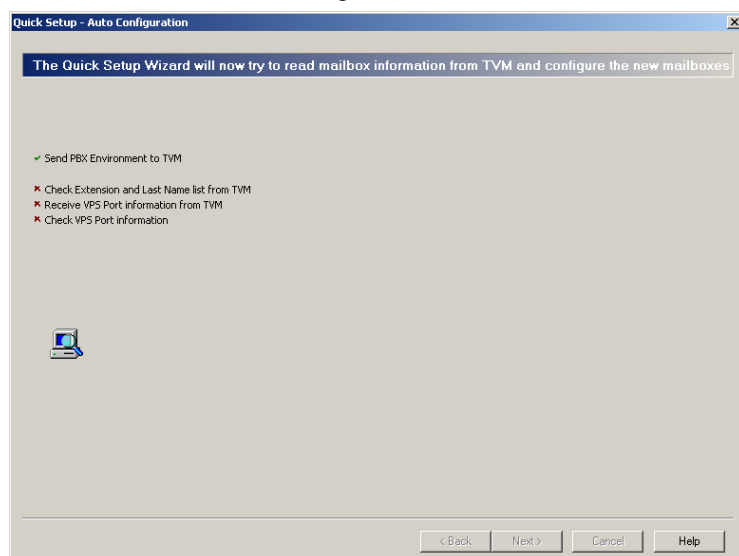 Quick Setup - Auto Configuration
The Quick Setup Wizard will now try to read mailbox information from TVM and configure the new mailboxes
Send PBX Environment to TVM
Check Extension and Last Name list from TVM
Receive VPS Port information from TVM
Check VPS Port information
< Back Next > Cancel Help